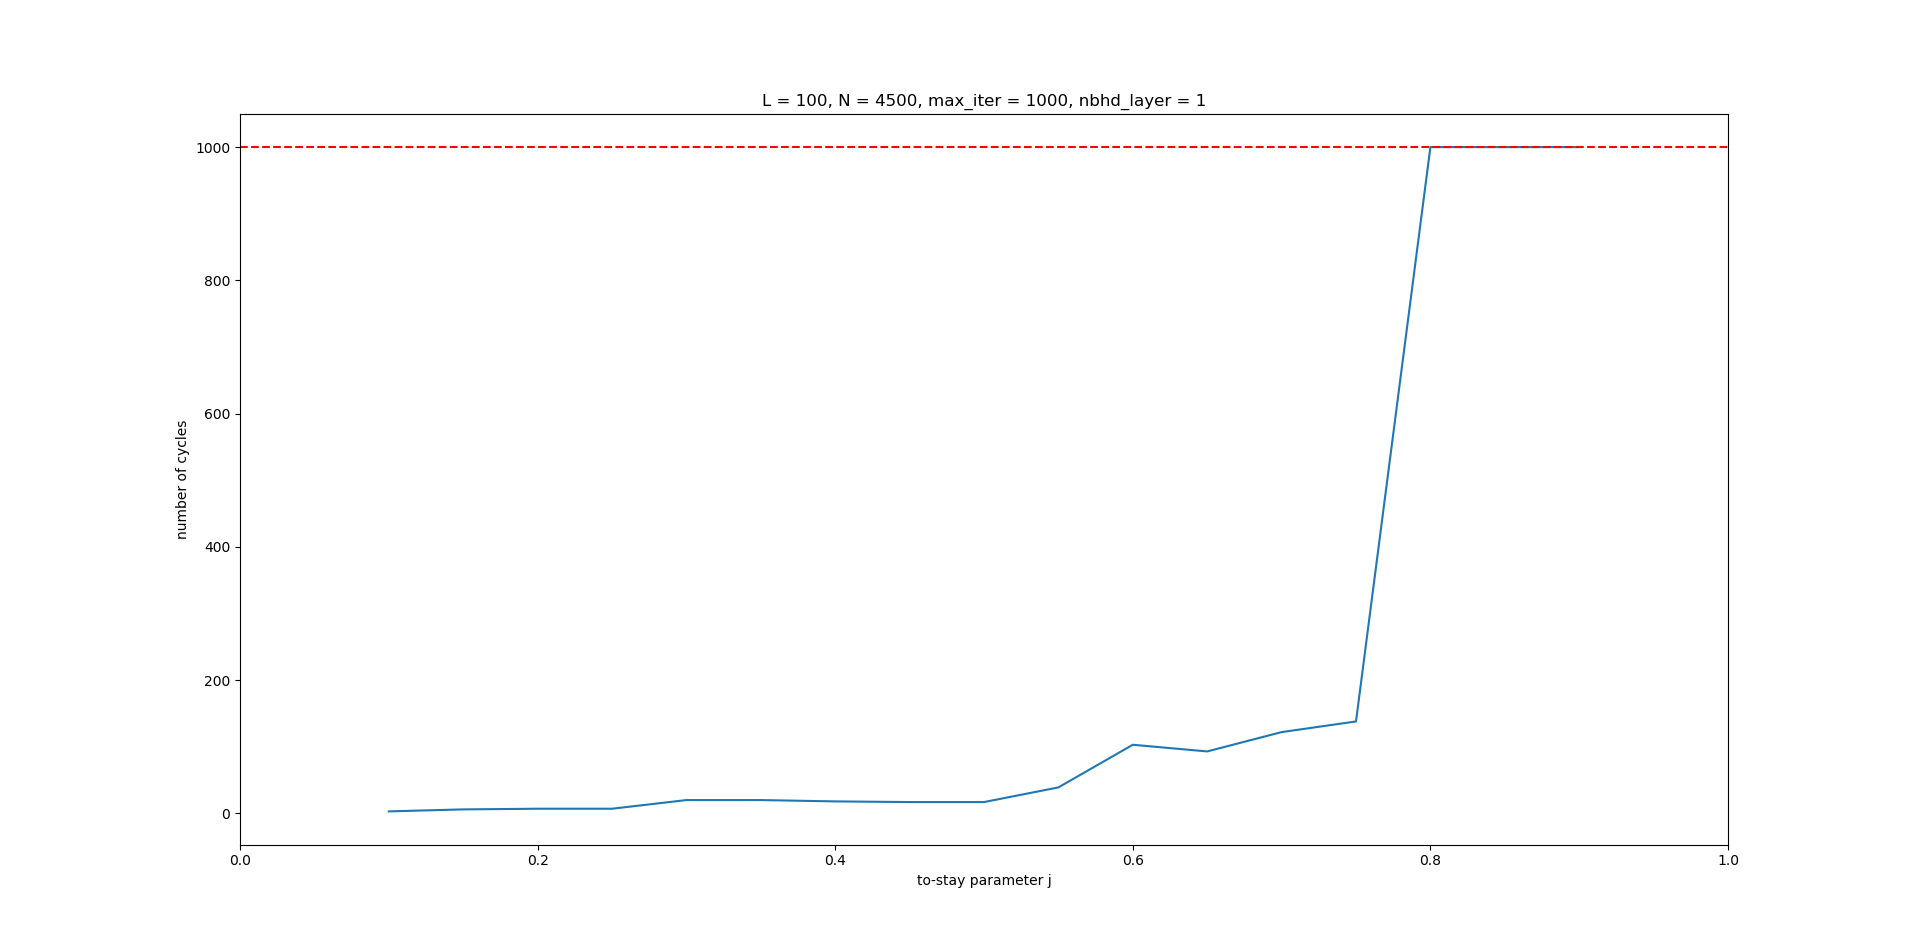 L = 100, N = 4500, max_iter = 1000, nbhd_layer = 1
1000
800
600
400
200
0
number of cycles
0.0 0.2 0.4 0.6 0.8 1.0
to-stay parameter j